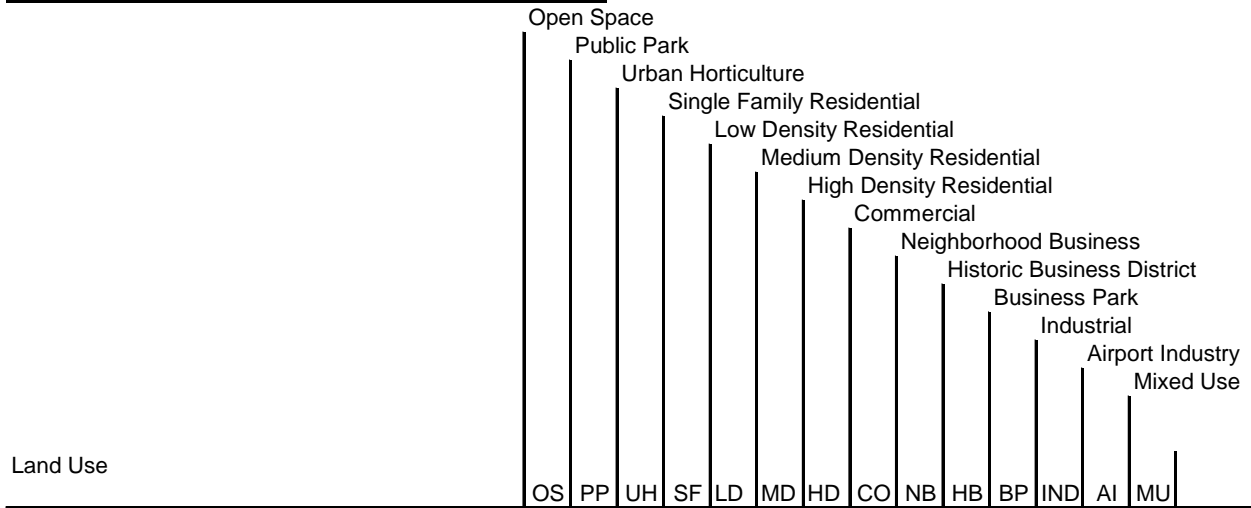 Open Space
Public Park
Urban Horticulture
Single Family Residential
Low Density Residential
Medium Density Residential
High Density Residential
Commercial
Neighborhood Business
Historic Business District
Business Park
Industrial
Airport Industry
Mixed Use
Land Use
OS PP UH SF LD MD HD CO NB HB BP IND AI MU